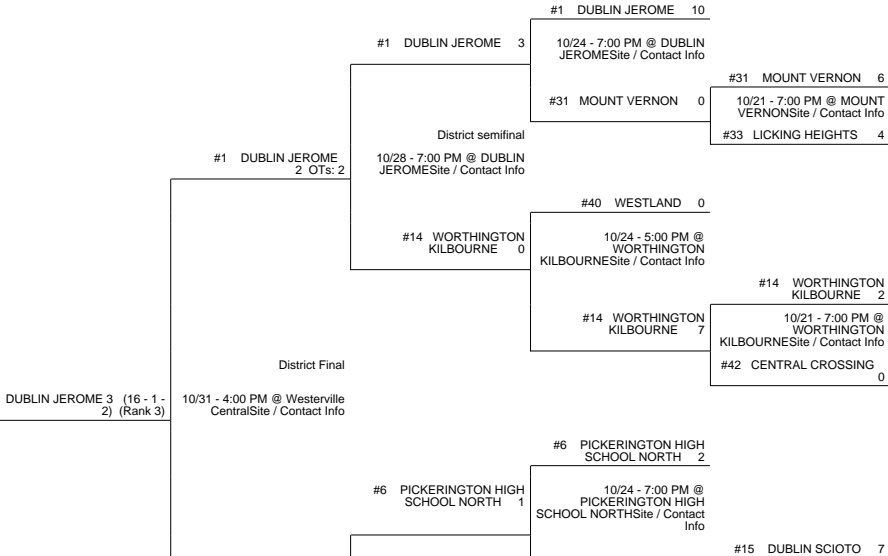 #1 DUBLIN JEROME 10
#1 DUBLIN JEROME 3
10/24 - 7:00 PM @ DUBLIN
JEROMESite / Contact Info
#31 MOUNT VERNON 6
#31 MOUNT VERNON 0
10/21 - 7:00 PM @ MOUNT
VERNONSite / Contact Info
#33 LICKING HEIGHTS 4
District semifinal
#1 DUBLIN JEROME
2 OTs: 2
10/28 - 7:00 PM @ DUBLIN
JEROMESite / Contact Info
#40 WESTLAND 0
#14 WORTHINGTON
KILBOURNE 0
10/24 - 5:00 PM @
WORTHINGTON
KILBOURNESite / Contact Info
#14 WORTHINGTON
KILBOURNE 2
#14 WORTHINGTON
KILBOURNE 7
10/21 - 7:00 PM @
WORTHINGTON
KILBOURNESite / Contact Info
#42 CENTRAL CROSSING
0
District Final
DUBLIN JEROME 3 (16 - 1 -
2) (Rank 3)
10/31 - 4:00 PM @ Westerville
CentralSite / Contact Info
#6 PICKERINGTON HIGH
SCHOOL NORTH 2
#6 PICKERINGTON HIGH
SCHOOL NORTH 1
10/24 - 7:00 PM @
PICKERINGTON HIGH
SCHOOL NORTHSite / Contact
Info
#15 DUBLIN SCIOTO 7